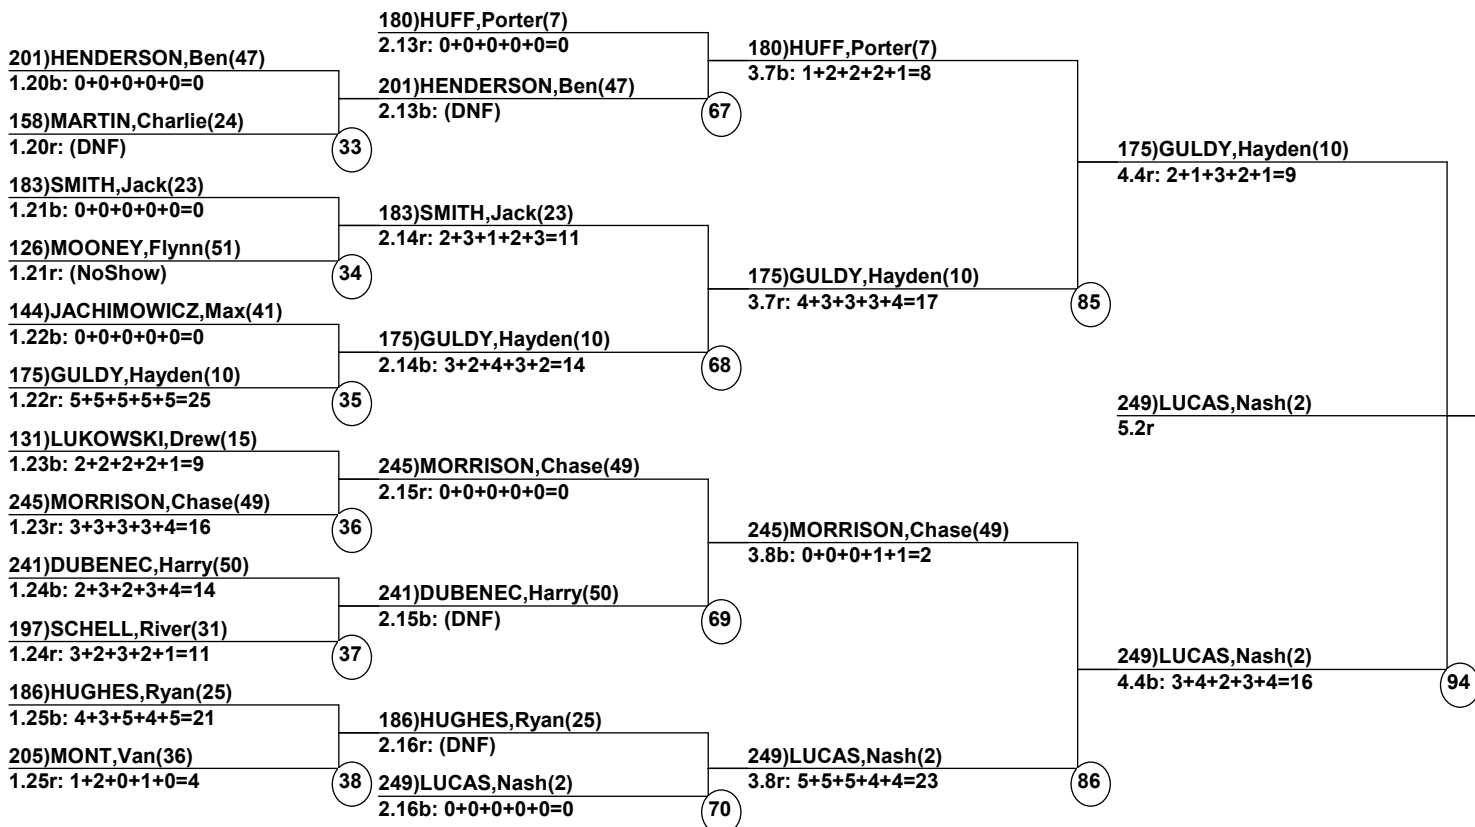 201)HENDERSON,Ben(47)
1.20b: 0+0+0+0+0=0
158)MARTIN,Charlie(24)
1.20r: (DNF)
33
183)SMITH,Jack(23)
1.21b: 0+0+0+0+0=0
126)MOONEY,Flynn(51)
1.21r: (NoShow)
34
144)JACHIMOWICZ,Max(41)
1.22b: 0+0+0+0+0=0
175)GULDY,Hayden(10)
1.22r: 5+5+5+5+5=25
35
131)LUKOWSKI,Drew(15)
1.23b: 2+2+2+2+1=9
245)MORRISON,Chase(49)
1.23r: 3+3+3+3+4=16
36
241)DUBENEC,Harry(50)
1.24b: 2+3+2+3+4=14
197)SCHELL,River(31)
1.24r: 3+2+3+2+1=11
37
186)HUGHES,Ryan(25)
1.25b: 4+3+5+4+5=21
205)MONT,Van(36)
1.25r: 1+2+0+1+0=4
38
180)HUFF,Porter(7)
2.13r: 0+0+0+0+0=0
201)HENDERSON,Ben(47)
2.13b: (DNF)
67
183)SMITH,Jack(23)
2.14r: 2+3+1+2+3=11
175)GULDY,Hayden(10)
2.14b: 3+2+4+3+2=14
68
245)MORRISON,Chase(49)
2.15r: 0+0+0+0+0=0
241)DUBENEC,Harry(50)
2.15b: (DNF)
69
186)HUGHES,Ryan(25)
2.16r: (DNF)
249)LUCAS,Nash(2)
2.16b: 0+0+0+0+0=0
70
180)HUFF,Porter(7)
3.7b: 1+2+2+2+1=8
175)GULDY,Hayden(10)
3.7r: 4+3+3+3+4=17
85
245)MORRISON,Chase(49)
3.8b: 0+0+0+1+1=2
249)LUCAS,Nash(2)
3.8r: 5+5+5+4+4=23
86
175)GULDY,Hayden(10)
4.4r: 2+1+3+2+1=9
249)LUCAS,Nash(2)
4.4b: 3+4+2+3+4=16
94
249)LUCAS,Nash(2)
5.2r